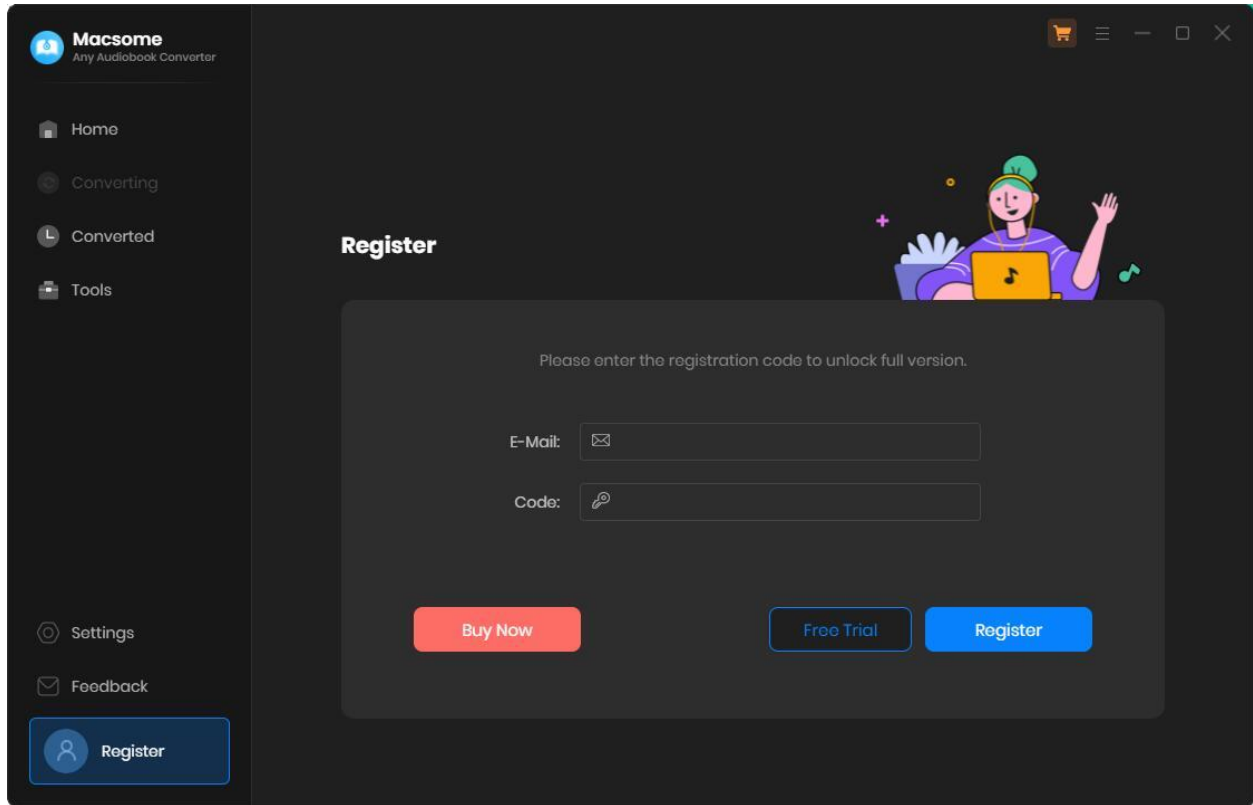 Macsome
Any Audiobook Converter
Home
Converting
Converted
Tools
Register
Please enter the registration code to unlock full version.
E-Mail:
Code:
Buy Now
Free Trial
Register
Settings
Feedback
Register